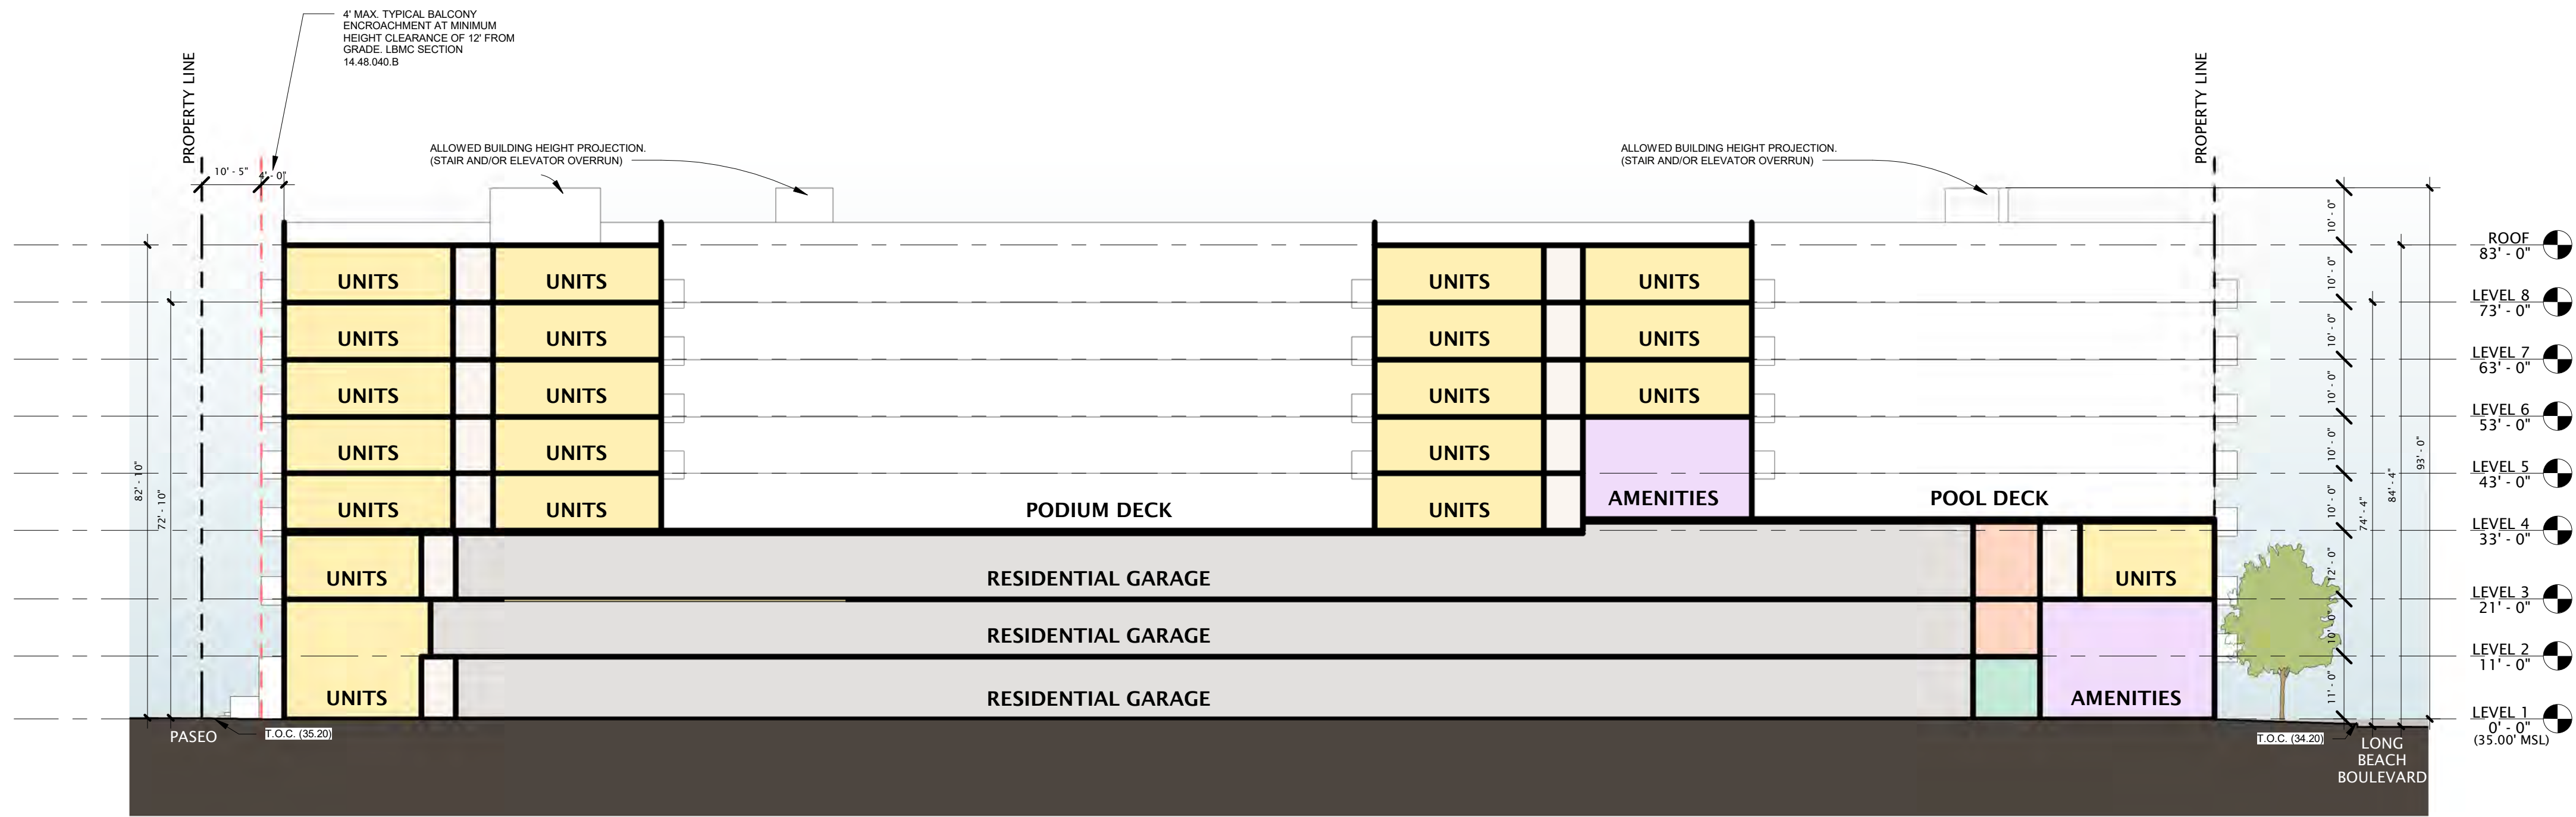 4' MAX. TYPICAL BALCONY
ENCROACHMENT AT MINIMUM
HEIGHT CLEARANCE OF 12' FROM
GRADE. LBMC SECTION
14.48.040.B
PROPERTY LINE
PROPERTY LINE
10' - 5"
4' - 0"
ALLOWED BUILDING HEIGHT PROJECTION.
(STAIR AND/OR ELEVATOR OVERRUN)
ALLOWED BUILDING HEIGHT PROJECTION.
(STAIR AND/OR ELEVATOR OVERRUN)
10' - 0"
ROOF
83' - 0"
UNITS
UNITS
UNITS
UNITS
10' - 0"
LEVEL 8
73' - 0"
UNITS
UNITS
UNITS
UNITS
10' - 0"
LEVEL 7
63' - 0"
UNITS
UNITS
UNITS
UNITS
10' - 0"
LEVEL 6
53' - 0"
UNITS
UNITS
UNITS
10' - 0"
LEVEL 5
43' - 0"
82' - 10"
72' - 10"
93' - 0"
84' - 4"
74' - 4"
UNITS
UNITS
PODIUM DECK
UNITS
AMENITIES
POOL DECK
10' - 0"
LEVEL 4
33' - 0"
UNITS
RESIDENTIAL GARAGE
UNITS
12' - 0"
LEVEL 3
21' - 0"
RESIDENTIAL GARAGE
10' - 0"
LEVEL 2
11' - 0"
UNITS
RESIDENTIAL GARAGE
AMENITIES
11' - 0"
LEVEL 1
0' - 0"
(35.00' MSL)
PASEO
T.O.C. (35.20)
T.O.C. (34.20)
LONG
BEACH
BOULEVARD